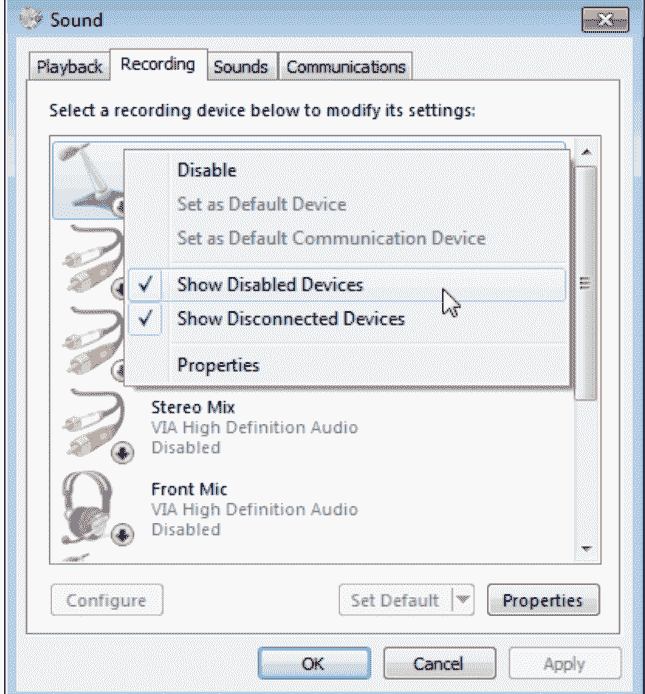 Sound
Playback Recording Sounds Communications
Select a recording device below to modify its settings:
Disable
Set as Default Device
Set as Default Communication Device
Show Disabled Devices
Show Disconnected Devices
Properties
Stereo Mix
VIA High Definition Audio
Disabled
Front Mic
VIA High Definition Audio
Disabled
Configure Set Default Properties
OK Cancel Apply